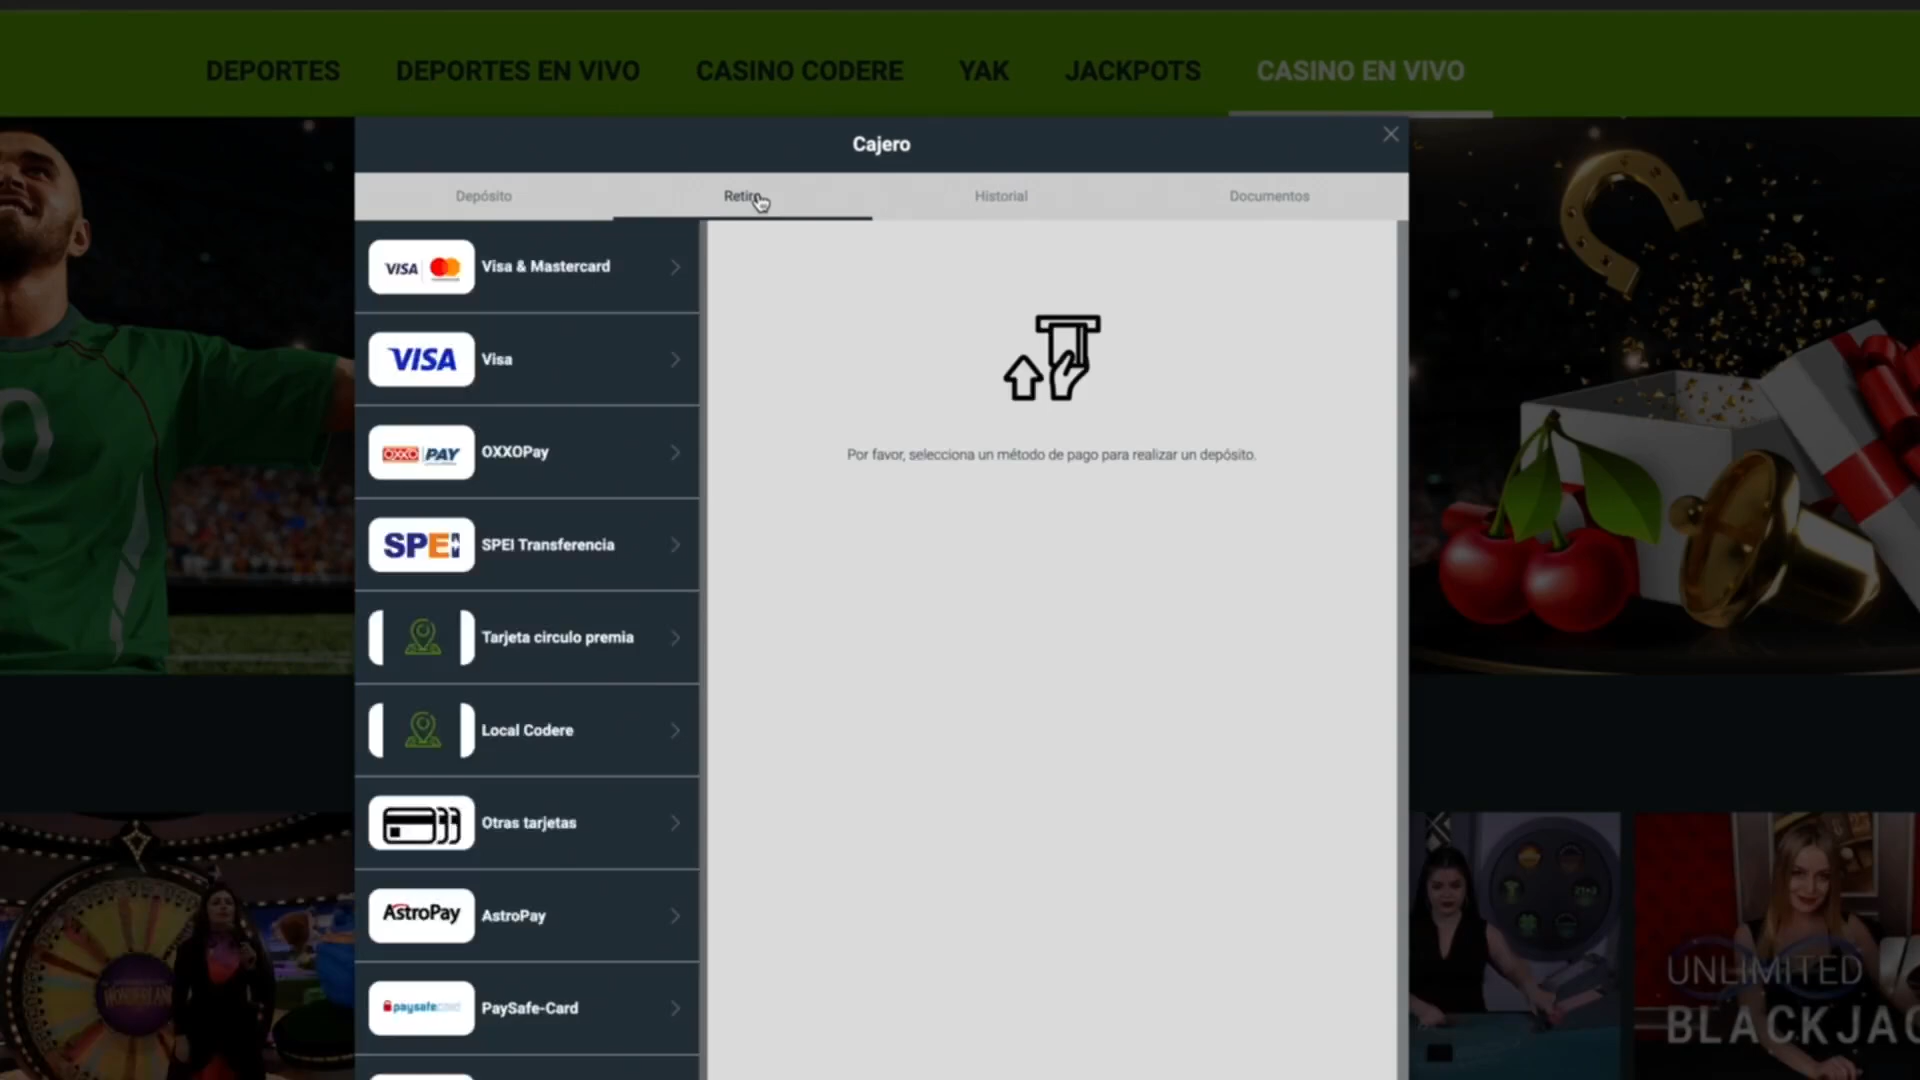 DEPORTES DEPORTES EN VIVO CASINO CODERE YAK JACKPOTS CASINO EN VIVO
Cajero
Depósito Retiro Historial Documentos
VISA Visa & Mastercard
VISA Visa
OXXO PAY OXXOPay
SPEI SPEI Transferencia
Tarjeta circulo premia
Local Codere
Otras tarjetas
AstroPay AstroPay
paysafecard PaySafe-Card
Por favor, selecciona un método de pago para realizar un depósito.
WONDERLAND
UNLIMITED
BLACKJAC